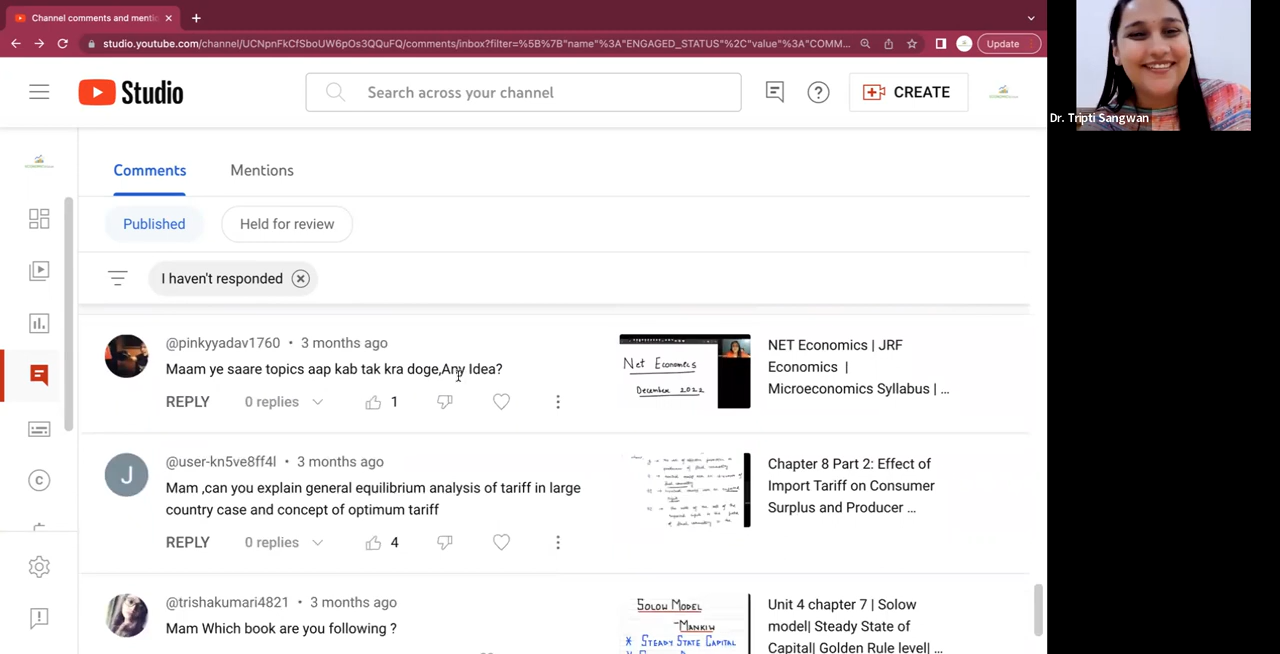 Channel comments and mentio
studio.youtube.com/channel/UCNpnFkCfSboUW6pOs3QQuFQ/comments/inbox?filter=%5B%7B"name"%3A"ENGAGED_STATUS"%2C"value"%3A"COMM...
Update
Studio
Search across your channel
CREATE
Dr. Tripti Sangwan
Comments
Mentions
Published
Held for review
I haven't responded
@pinkyyadav1760 • 3 months ago
Maam ye saare topics aap kab tak kra doge,Any Idea?
REPLY
0 replies
1
Net Economics
December 2022
NET Economics | JRF
Economics |
Microeconomics Syllabus | ...
J
@user-kn5ve8ff4l • 3 months ago
Mam ,can you explain general equilibrium analysis of tariff in large
country case and concept of optimum tariff
REPLY
0 replies
4
Chapter 8 Part 2: Effect of
Import Tariff on Consumer
Surplus and Producer ...
@trishakumari4821 • 3 months ago
Mam Which book are you following ?
SOLOW MODEL
- MANKIW
* STEADY STATE CAPITAL
Unit 4 chapter 7 | Solow
model| Steady State of
Capital| Golden Rule level| ...